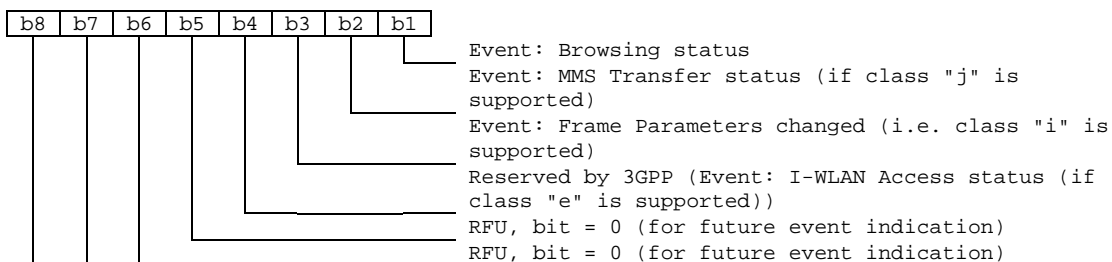 b8 b7 b6 b5 b4 b3 b2 b1
Event: Browsing status
Event: MMS Transfer status (if class "j" is
supported)
Event: Frame Parameters changed (i.e. class "i" is
supported)
Reserved by 3GPP (Event: I-WLAN Access status (if
class "e" is supported))
RFU, bit = 0 (for future event indication)
RFU, bit = 0 (for future event indication)